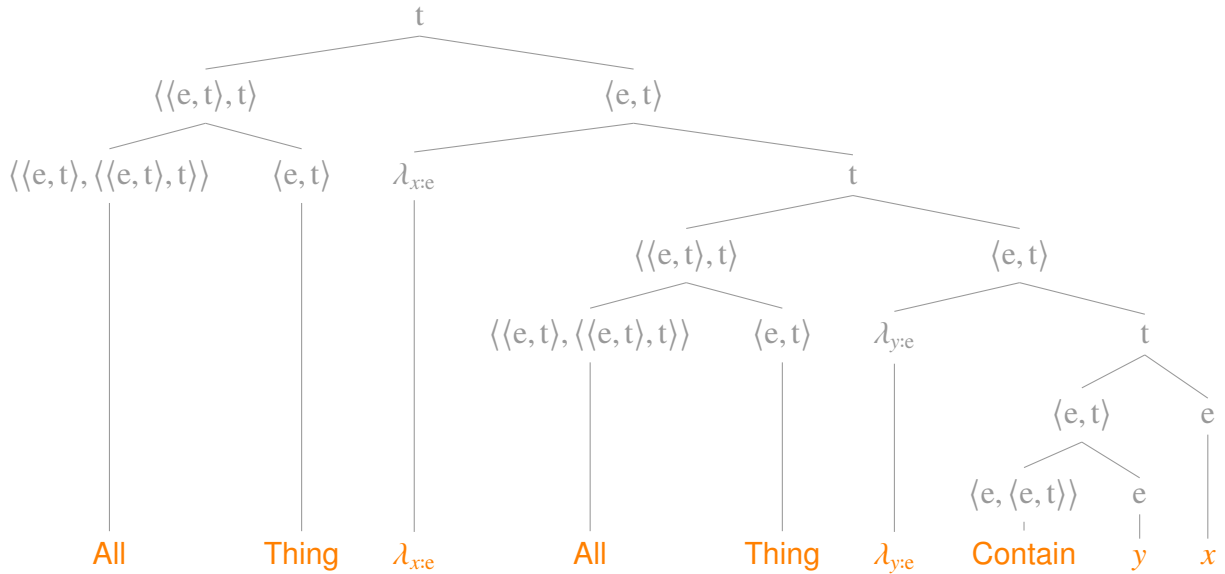 t
⟨⟨e, t⟩, t⟩ ⟨e, t⟩
⟨⟨e, t⟩, ⟨⟨e, t⟩, t⟩⟩ ⟨e, t⟩ λx:e t
⟨⟨e, t⟩, t⟩ ⟨e, t⟩
⟨⟨e, t⟩, ⟨⟨e, t⟩, t⟩⟩ ⟨e, t⟩ λy:e t
⟨e, t⟩ e
⟨e, ⟨e, t⟩⟩ e
All Thing λx:e All Thing λy:e Contain y x